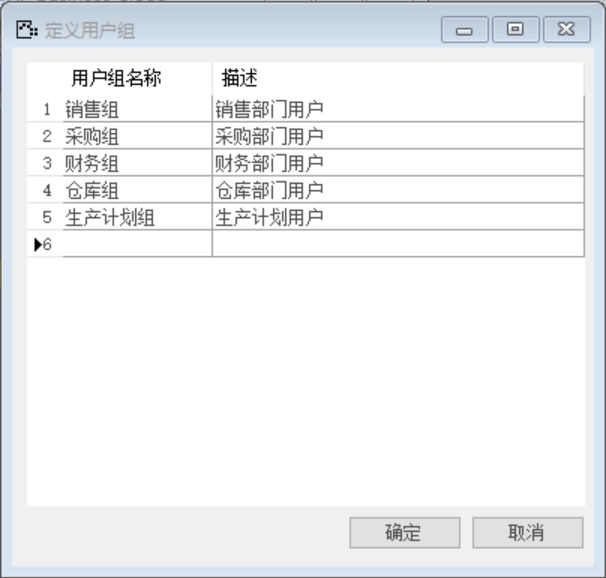 定义用户组
用户组名称 描述
1 销售组 销售部门用户
2 采购组 采购部门用户
3 财务组 财务部门用户
4 仓库组 仓库部门用户
5 生产计划组 生产计划用户
6
确定 取消